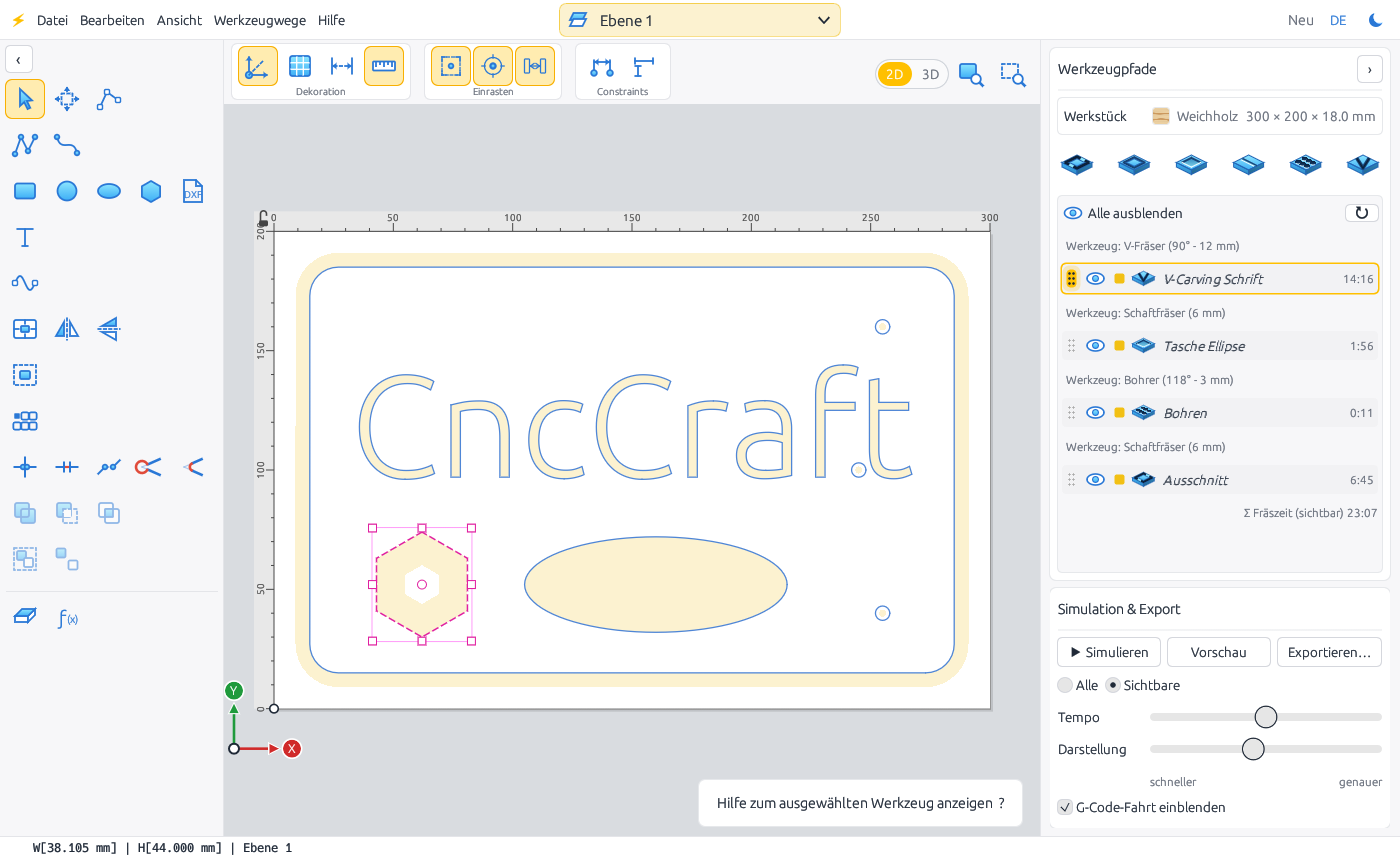 Datei Bearbeiten Ansicht Werkzeugwege Hilfe
Ebene 1
Neu DE
Dekoration
Einrasten
Constraints
2D 3D
DXF
T
f(x)
0 50 100 150 200 250 300
200
150
100
50
0
CncCraft
Y
X
Hilfe zum ausgewählten Werkzeug anzeigen ?
Werkzeugpfade
Werkstück Weichholz 300 × 200 × 18.0 mm
Alle ausblenden
Werkzeug: V-Fräser (90° - 12 mm)
V-Carving Schrift 14:16
Werkzeug: Schaftfräser (6 mm)
Tasche Ellipse 1:56
Werkzeug: Bohrer (118° - 3 mm)
Bohren 0:11
Werkzeug: Schaftfräser (6 mm)
Ausschnitt 6:45
Σ Fräszeit (sichtbar) 23:07
Simulation & Export
Simulieren Vorschau Exportieren...
Alle Sichtbare
Tempo
Darstellung
schneller genauer
G-Code-Fahrt einblenden
W[38.105 mm] | H[44.000 mm] | Ebene 1